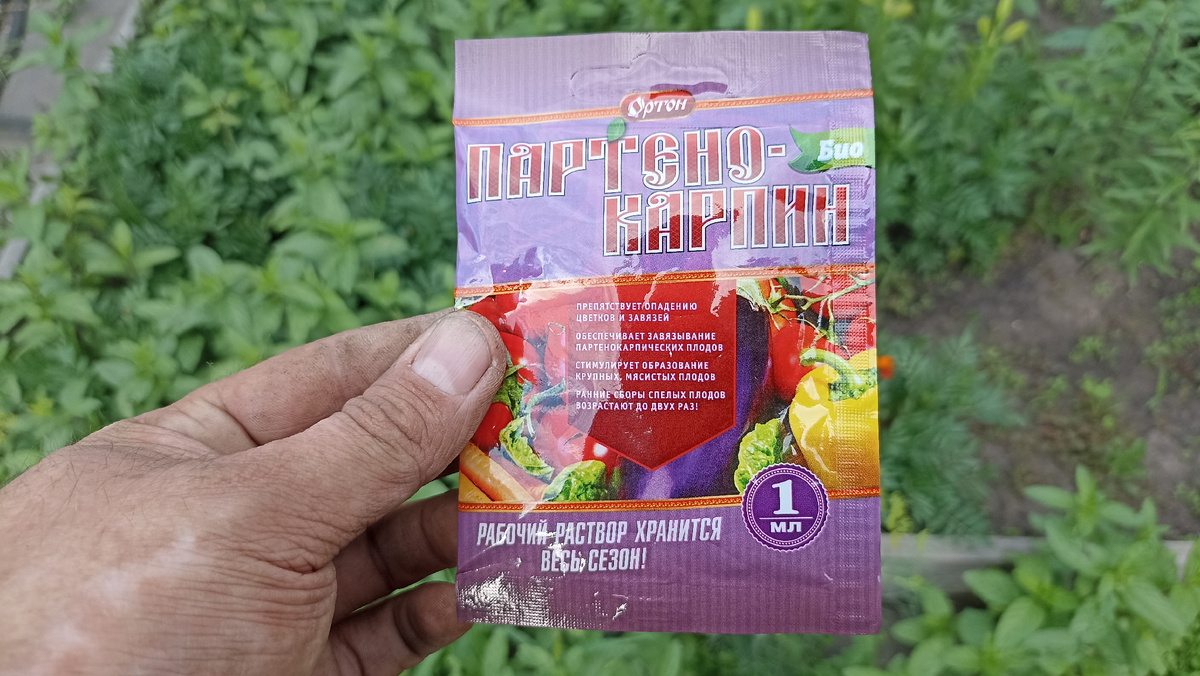 Ортон
ПАРТЕНО-
КАРПИН
Био
ПРЕПЯТСТВУЕТ ОПАДЕНИЮ
ЦВЕТКОВ И ЗАВЯЗЕЙ
ОБЕСПЕЧИВАЕТ ЗАВЯЗЫВАНИЕ
ПАРТЕНОКАРПИЧЕСКИХ ПЛОДОВ
СТИМУЛИРУЕТ ОБРАЗОВАНИЕ
КРУПНЫХ, МЯСИСТЫХ ПЛОДОВ
РАННИЕ СБОРЫ СПЕЛЫХ ПЛОДОВ
ВОЗРАСТАЮТ ДО ДВУХ РАЗ!
1
МЛ
РАБОЧИЙ РАСТВОР ХРАНИТСЯ
ВЕСЬ СЕЗОН!